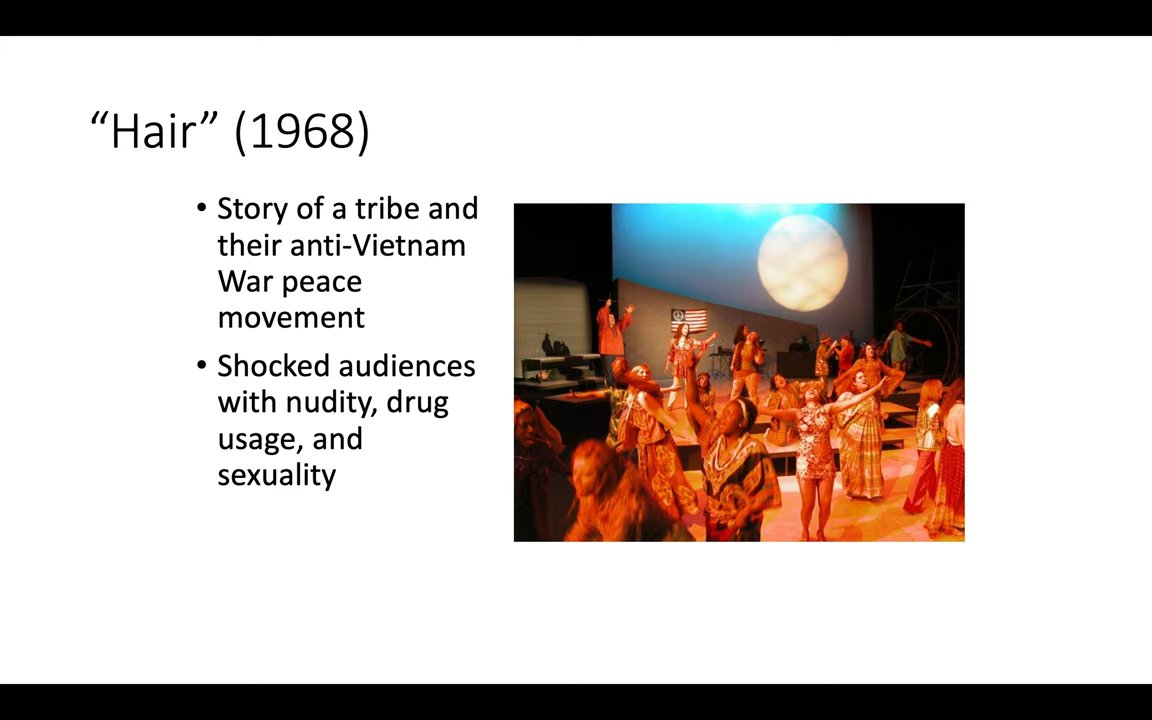 “Hair” (1968)
• Story of a tribe and
their anti-Vietnam
War peace
movement
• Shocked audiences
with nudity, drug
usage, and
sexuality